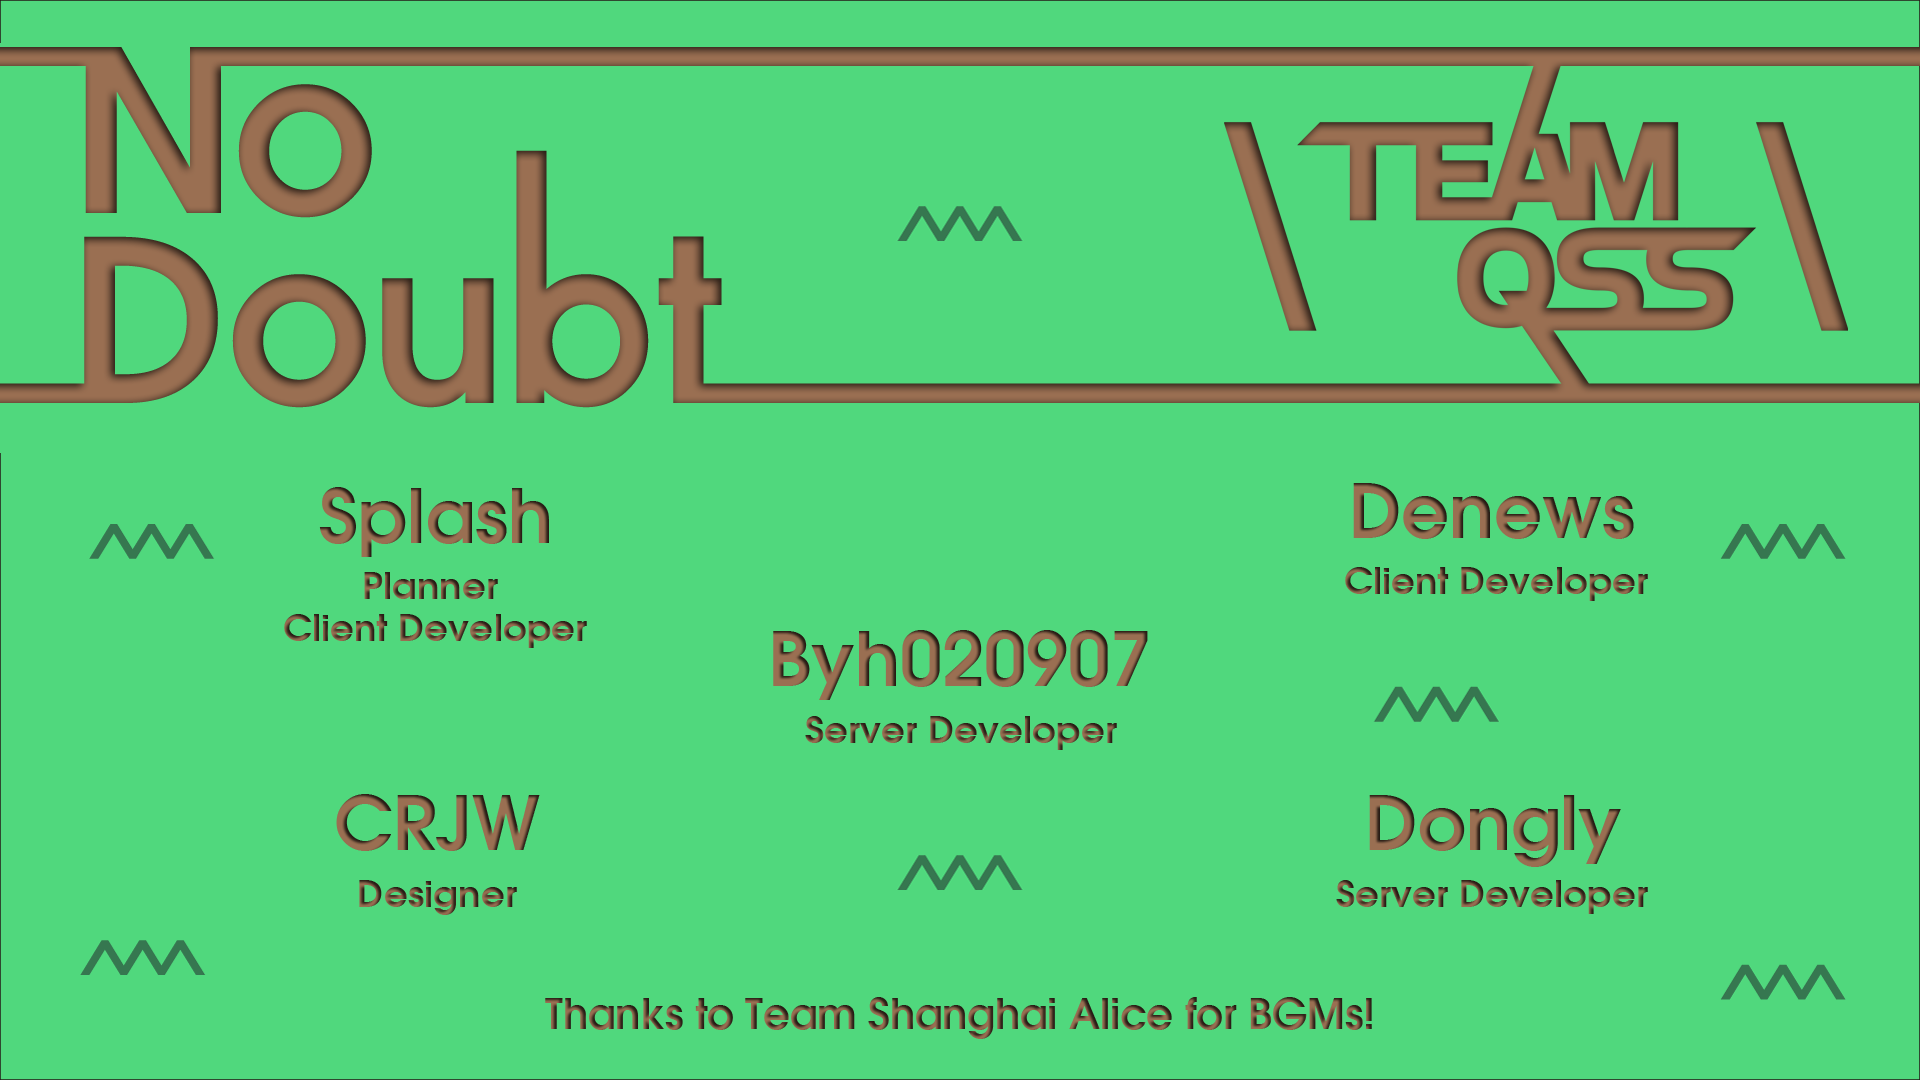 No
Doubt
\ TEAM \
QSS
Splash
Planner
Client Developer
Denews
Client Developer
Byh020907
Server Developer
CRJW
Designer
Dongly
Server Developer
Thanks to Team Shanghai Alice for BGMs!